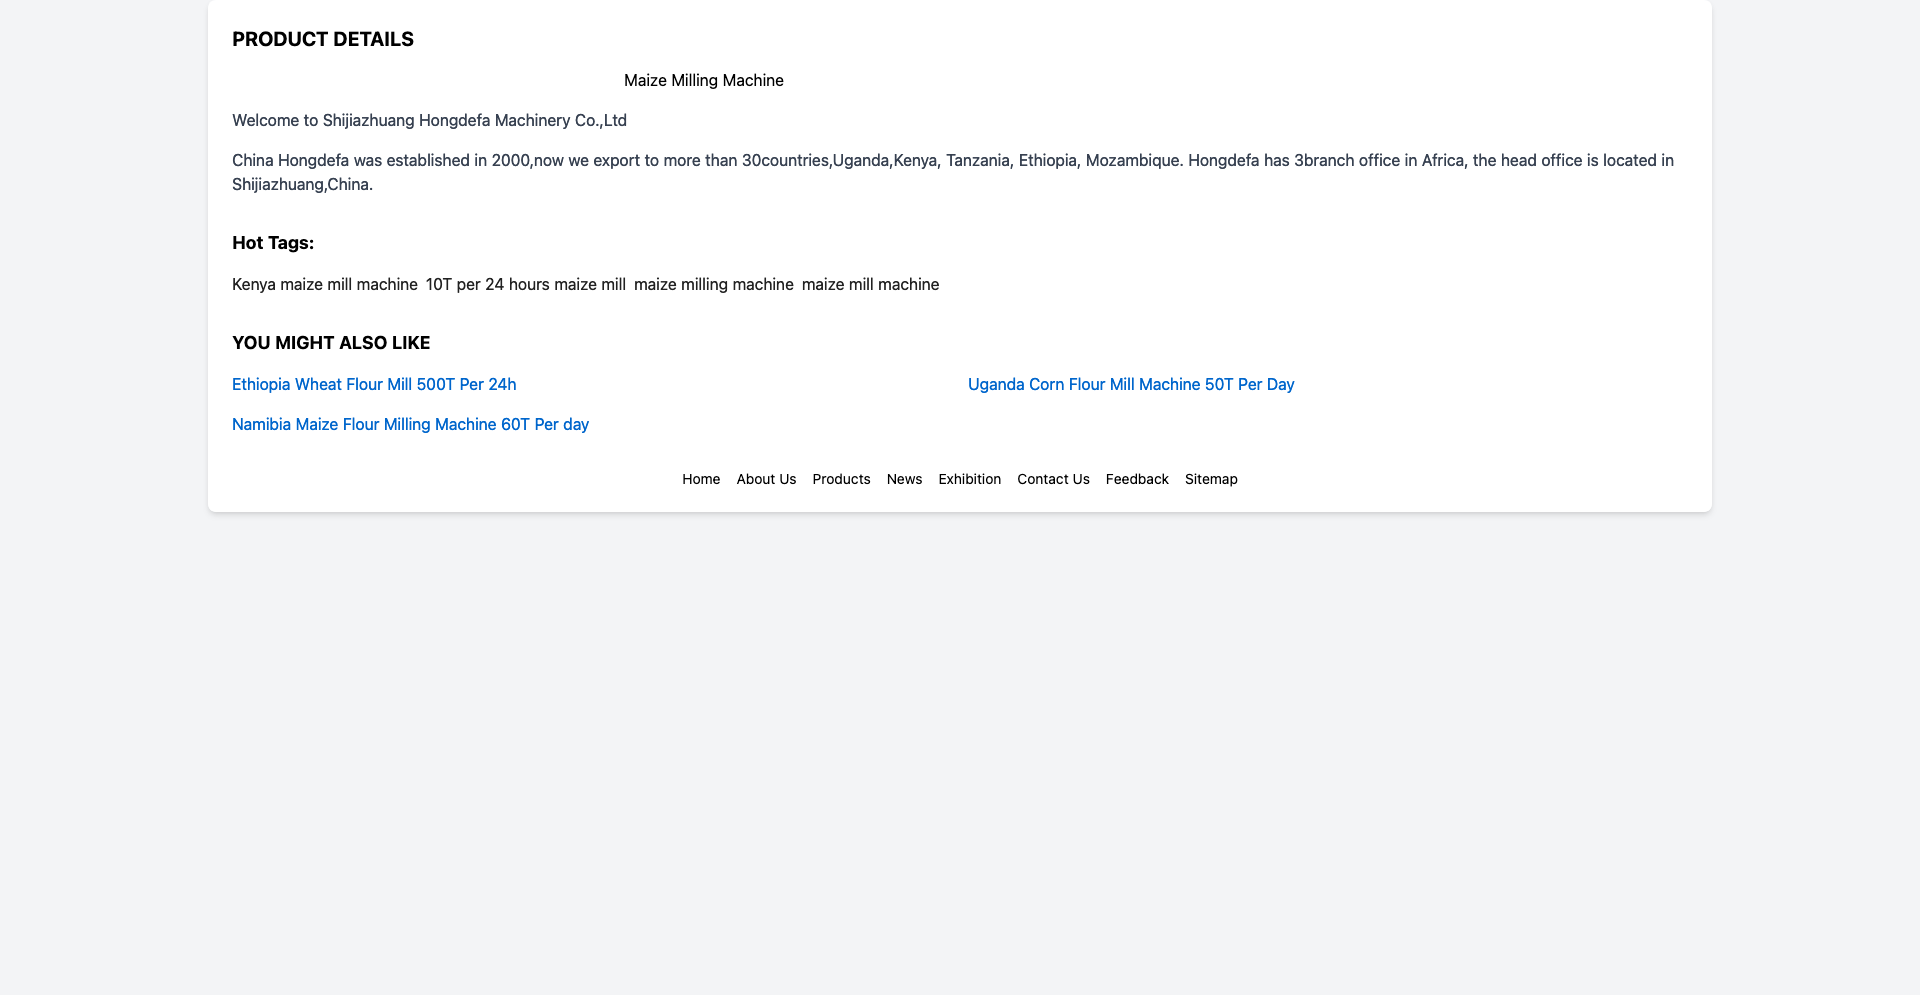 PRODUCT DETAILS
Maize Milling Machine
Welcome to Shijiazhuang Hongdefa Machinery Co.,Ltd
China Hongdefa was established in 2000,now we export to more than 30countries,Uganda,Kenya, Tanzania, Ethiopia, Mozambique. Hongdefa has 3branch office in Africa, the head office is located in
Shijiazhuang,China.
Hot Tags:
Kenya maize mill machine 10T per 24 hours maize mill maize milling machine maize mill machine
YOU MIGHT ALSO LIKE
Ethiopia Wheat Flour Mill 500T Per 24h Uganda Corn Flour Mill Machine 50T Per Day
Namibia Maize Flour Milling Machine 60T Per day
Home About Us Products News Exhibition Contact Us Feedback Sitemap